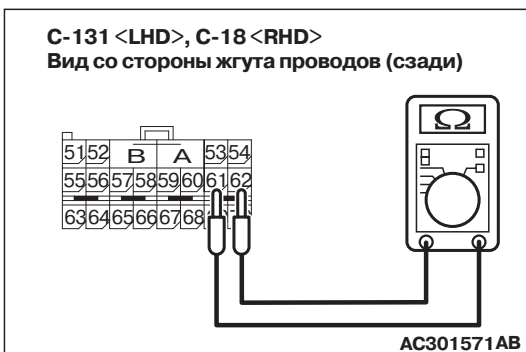 C-131 <LHD>, C-18 <RHD>
Вид со стороны жгута проводов (сзади)
Ω
51 52 B A 53 54
55 56 57 58 59 60 61 62
63 64 65 66 67 68
AC301571AB